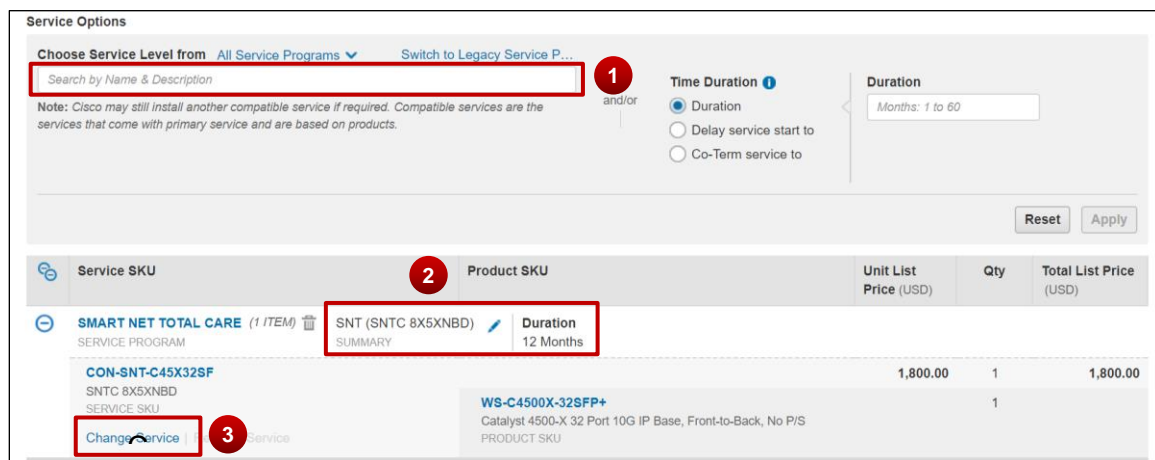 Service Options
Choose Service Level from All Service Programs Switch to Legacy Service P...
Search by Name & Description
1
Note: Cisco may still install another compatible service if required. Compatible services are the
services that come with primary service and are based on products.
and/or
Time Duration
Duration
Delay service start to
Co-Term service to
Duration
Months: 1 to 60
Reset Apply
Service SKU 2 Product SKU Unit List Price (USD) Qty Total List Price (USD)
SMART NET TOTAL CARE (1 ITEM) SNT (SNTC 8X5XNBD) Duration
SERVICE PROGRAM SUMMARY 12 Months
CON-SNT-C45X32SF 1,800.00 1 1,800.00
SNTC 8X5XNBD
SERVICE SKU
WS-C4500X-32SFP+ 1
Catalyst 4500-X 32 Port 10G IP Base, Front-to-Back, No P/S
PRODUCT SKU
Change Service | 3 Service